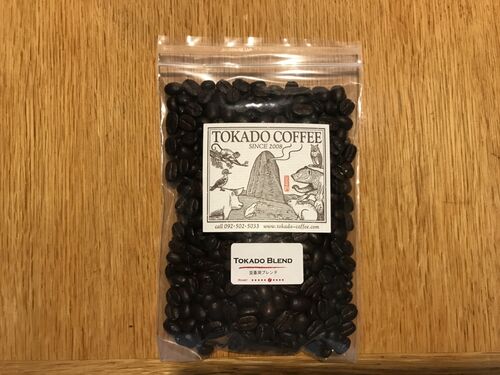 TOKADO COFFEE
SINCE 2008
call 092-502-5033 www.tokado-coffee.com
TOKADO BLEND
豆香洞ブレンド